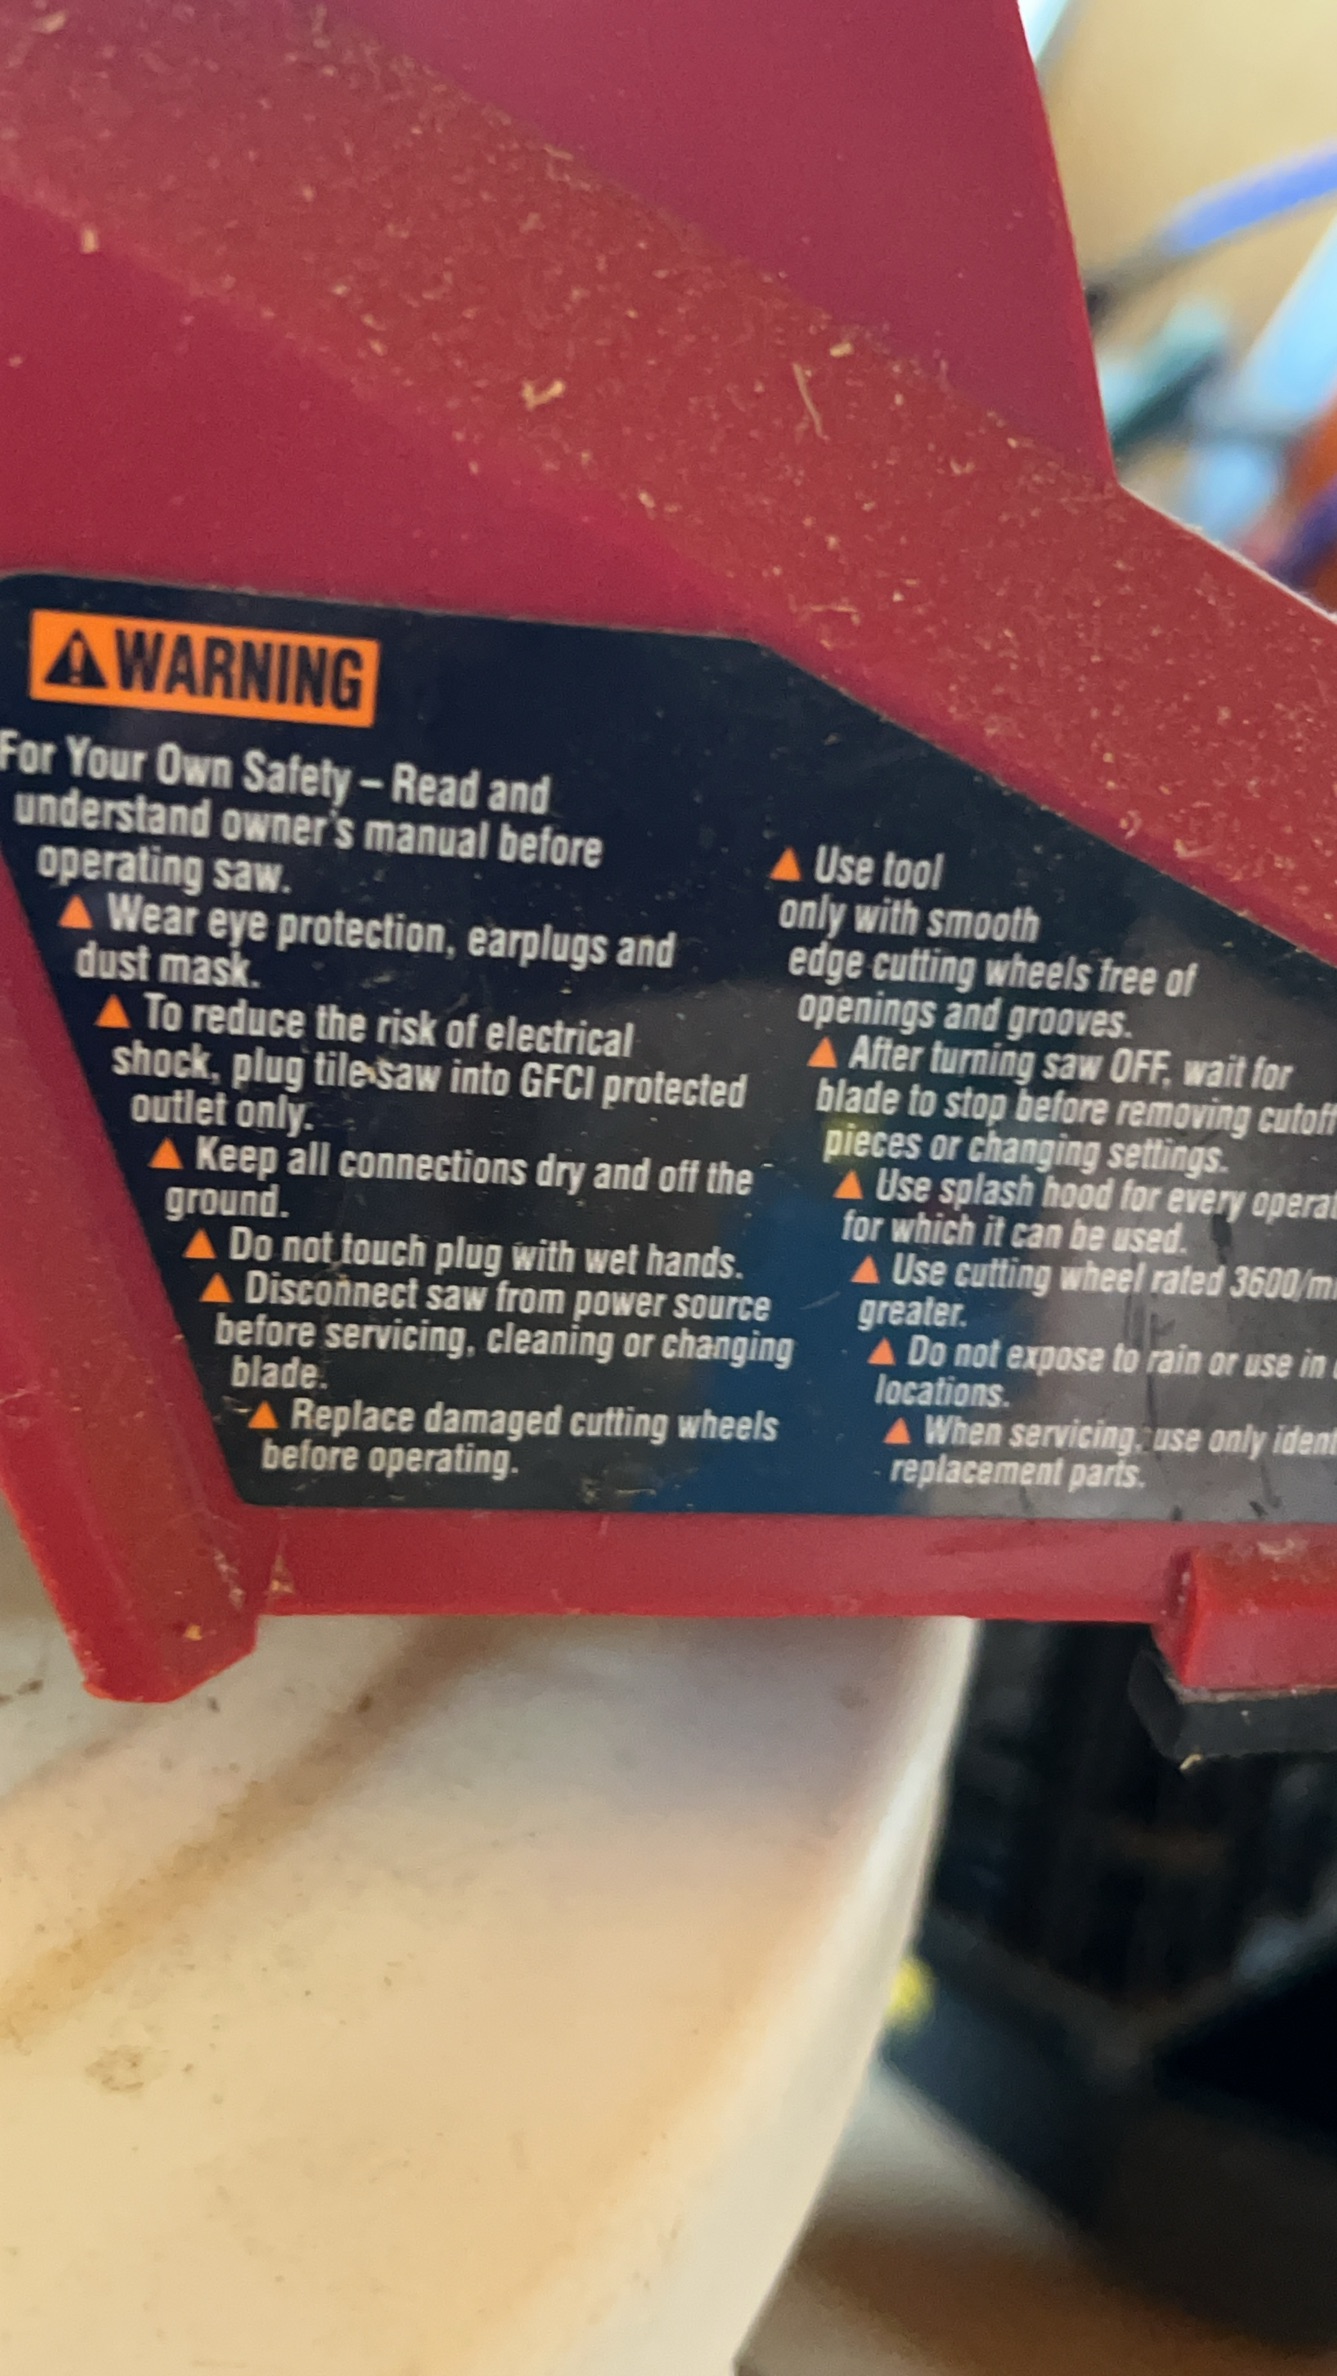 WARNING
For Your Own Safety – Read and
understand owner's manual before
operating saw.
Wear eye protection, earplugs and
dust mask.
To reduce the risk of electrical
shock, plug tile saw into GFCI protected
outlet only.
Keep all connections dry and off the
ground.
Do not touch plug with wet hands.
Disconnect saw from power source
before servicing, cleaning or changing
blade.
Replace damaged cutting wheels
before operating.
Use tool
only with smooth
edge cutting wheels free of
openings and grooves.
After turning saw OFF, wait for
blade to stop before removing cutoff
pieces or changing settings.
Use splash hood for every
for which it can be used.
Use cutting wheel rated
greater.
Do not expose to rain or use in
locations.
When servicing, use only
replacement parts.